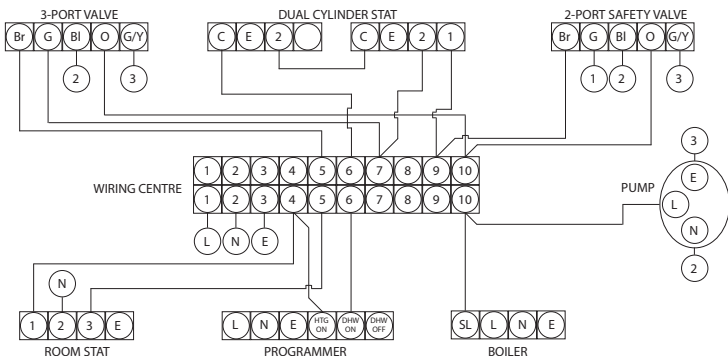 3-PORT VALVE DUAL CYLINDER STAT 2-PORT SAFETY VALVE
Br G Bl O G/Y C E 2 C E 2 1 Br G Bl O G/Y
2 3 1 2 3
3
1 2 3 4 5 6 7 8 9 10
E
WIRING CENTRE PUMP
1 2 3 4 5 6 7 8 9 10
L
N
L N E
2
N
1 2 3 E L N E HTG ON DHW ON DHW OFF SL L N E
ROOM STAT PROGRAMMER BOILER